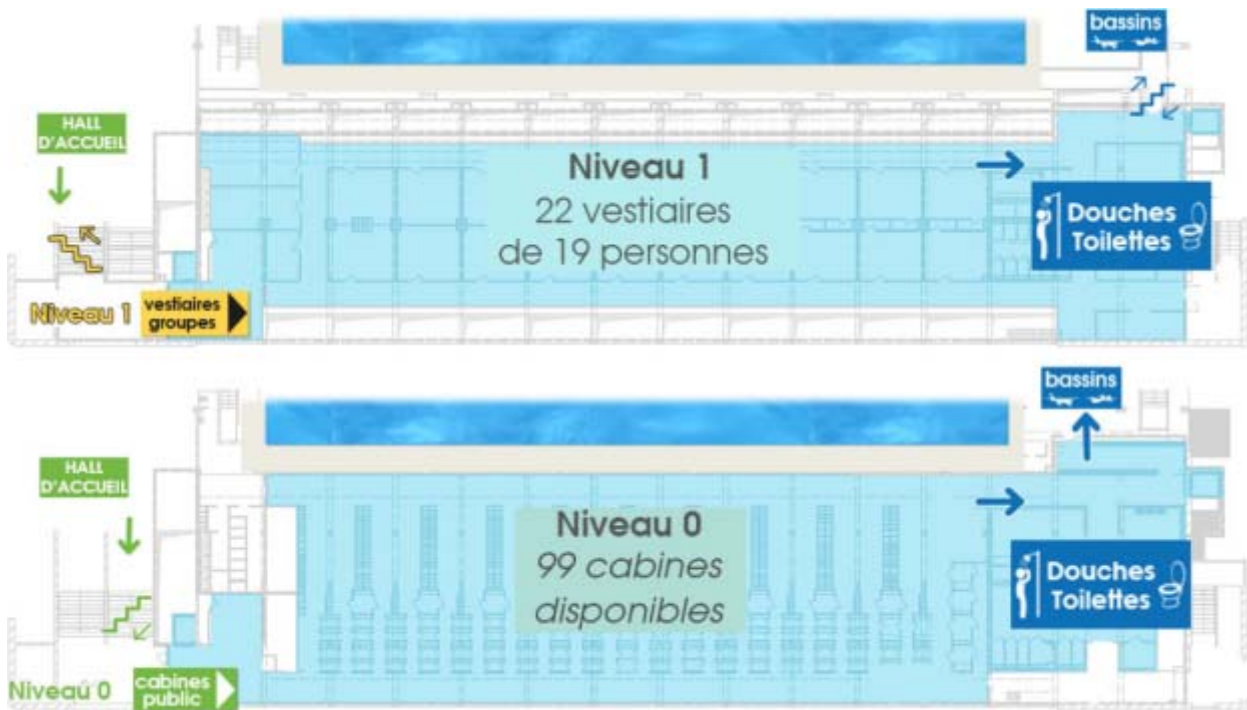 bassins
HALL
D'ACCUEIL
Niveau 1
22 vestiaires
de 19 personnes
Douches
Toilettes
Niveau 1
vestiaires
groupes
bassins
HALL
D'ACCUEIL
Niveau 0
99 cabines
disponibles
Douches
Toilettes
Niveau 0
cabines
public